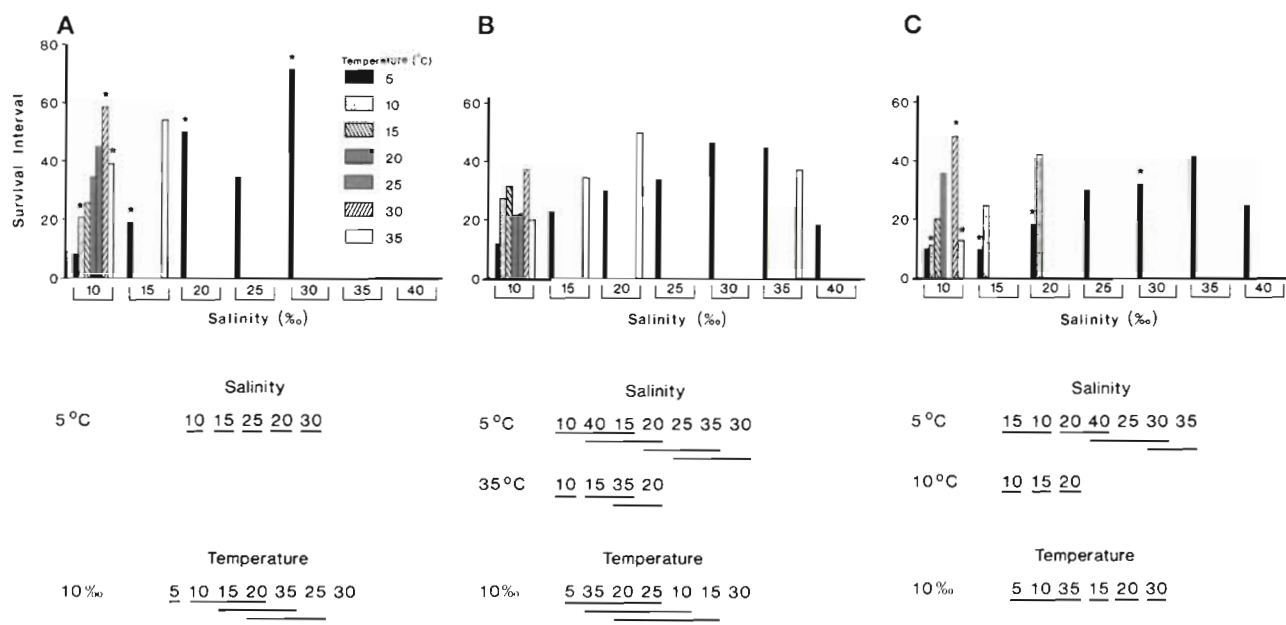 A
B
C
Survival Interval
80
60
40
20
0
Temperature (°C)
5
10
15
20
25
30
35
* * * * * *
10 15 20 25 30 35 40
Salinity (‰)
60
40
20
0
10 15 20 25 30 35 40
Salinity (‰)
60
40
20
0
* * * * * *
10 15 20 25 30 35 40
Salinity (‰)
Salinity
5°C 10 15 25 20 30
Temperature
10‰ 5 10 15 20 35 25 30
Salinity
5°C 10 40 15 20 25 35 30
35°C 10 15 35 20
Temperature
10‰ 5 35 20 25 10 15 30
Salinity
5°C 15 10 20 40 25 30 35
10°C 10 15 20
Temperature
10‰ 5 10 35 15 20 30